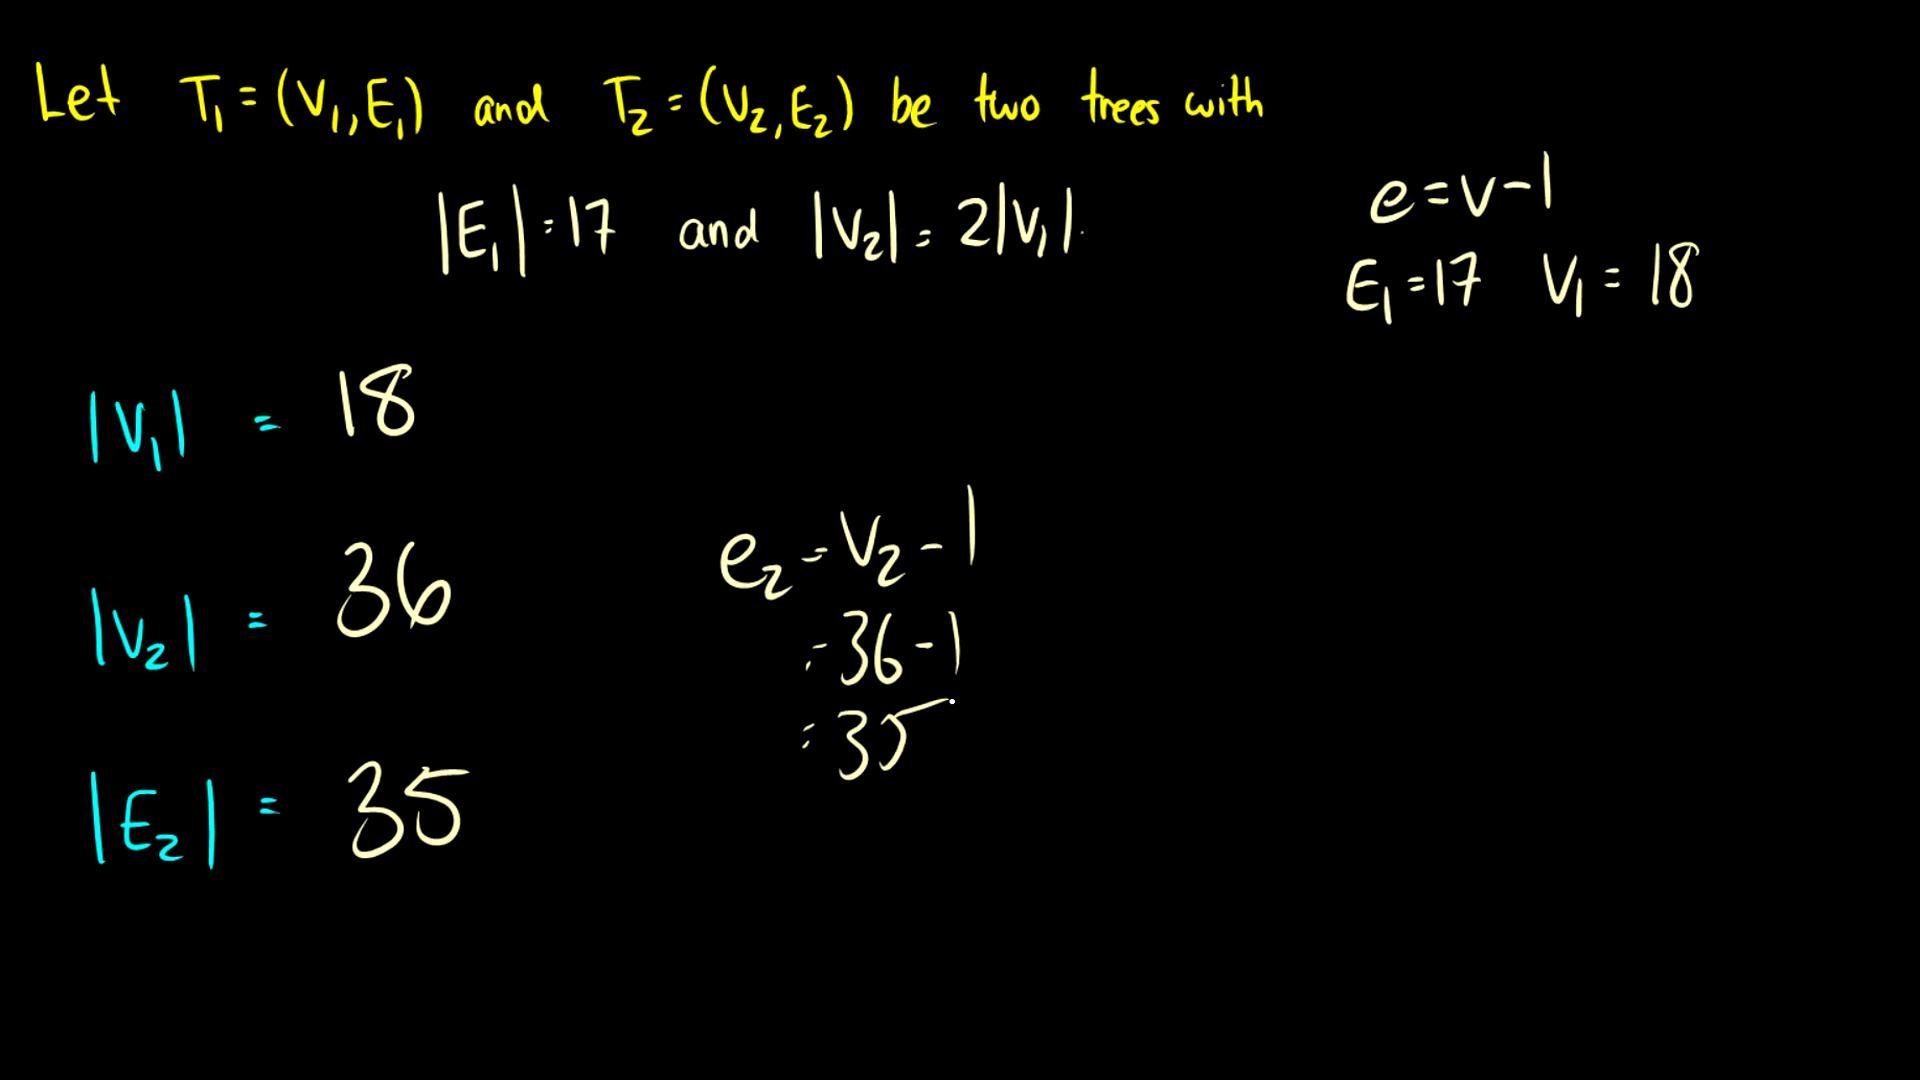 Let T₁ = (V₁, E₁) and T₂ = (V₂, E₂) be two trees with
|E₁| = 17 and |V₂| = 2|V₁|.
e = v - 1
E₁ = 17 V₁ = 18
|V₁| = 18
|V₂| = 36
e₂ = V₂ - 1
= 36 - 1
= 35
|E₂| = 35